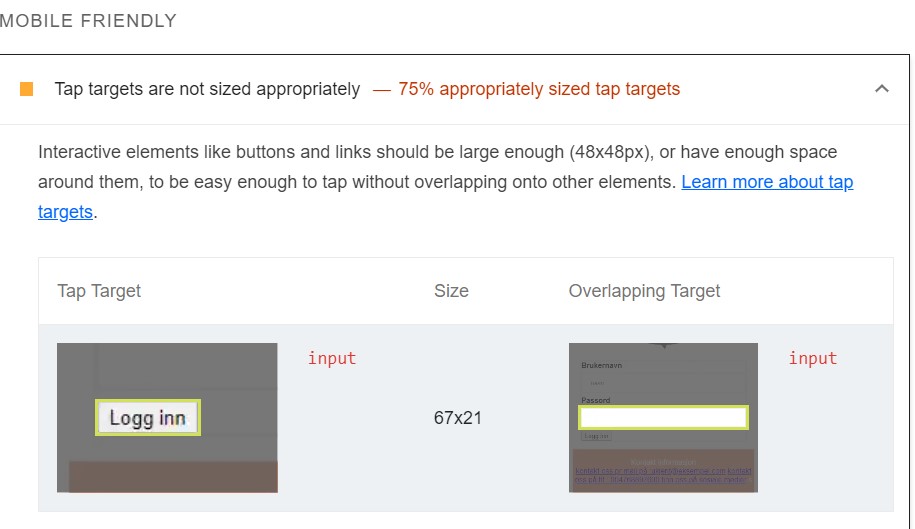 MOBILE FRIENDLY
Tap targets are not sized appropriately — 75% appropriately sized tap targets
Interactive elements like buttons and links should be large enough (48x48px), or have enough space
around them, to be easy enough to tap without overlapping onto other elements. Learn more about tap
targets.
Tap Target Size Overlapping Target
Logg inn
input
67x21
Brukernavn
Passord
Logg inn
input